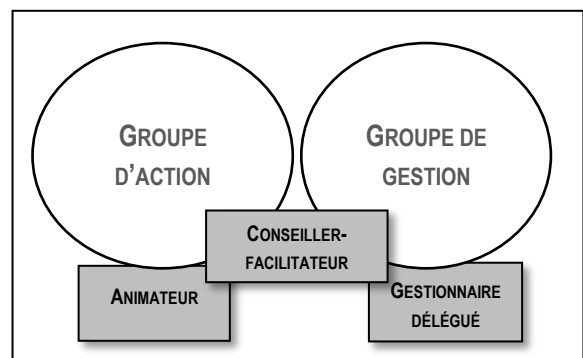 GROUPE
D'ACTION
GROUPE DE
GESTION
CONSEILLER-
FACILITATEUR
ANIMATEUR
GESTIONNAIRE
DÉLÉGUÉ